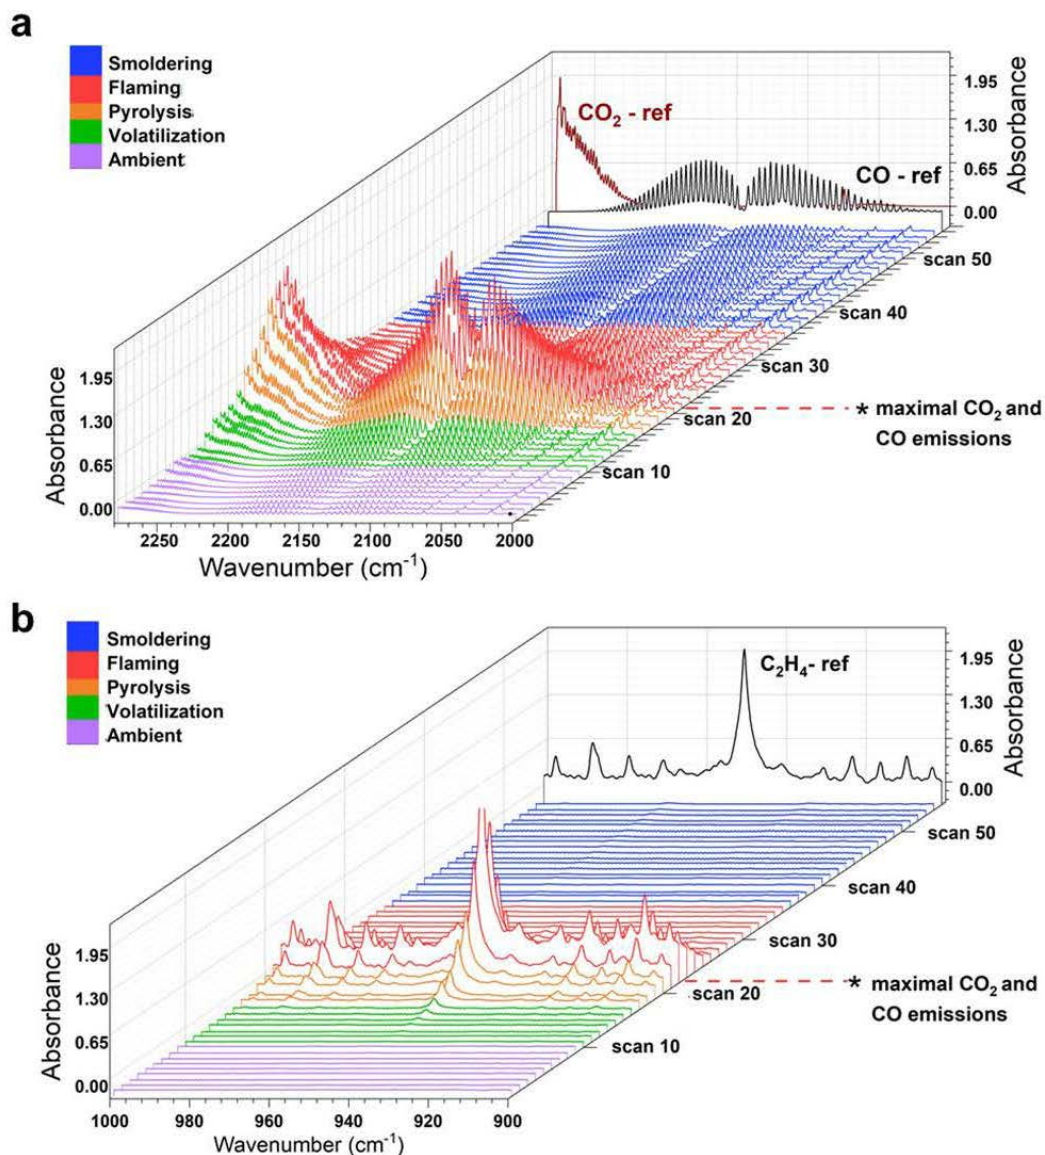 a
Smoldering
Flaming
Pyrolysis
Volatilization
Ambient
CO₂ - ref
CO - ref
1.95
1.30
0.65
0.00
Absorbance
scan 50
scan 40
scan 30
scan 20
scan 10
* maximal CO₂ and
CO emissions
Absorbance
1.95
1.30
0.65
0.00
2250 2200 2150 2100 2050 2000
Wavenumber (cm⁻¹)
b
Smoldering
Flaming
Pyrolysis
Volatilization
Ambient
C₂H₄- ref
1.95
1.30
0.65
0.00
Absorbance
scan 50
scan 40
scan 30
scan 20
scan 10
* maximal CO₂ and
CO emissions
Absorbance
1.95
1.30
0.65
0.00
1000 980 960 940 920 900
Wavenumber (cm⁻¹)